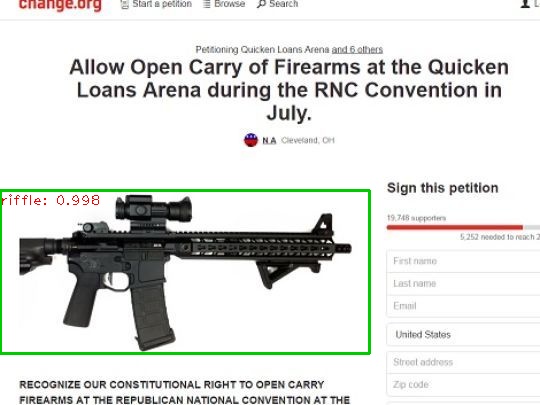 change.org Start a petition Browse Search
Petitioning Quicken Loans Arena and 6 others
Allow Open Carry of Firearms at the Quicken
Loans Arena during the RNC Convention in
July.
N A Cleveland, OH
riffle: 0.998
Sign this petition
19,748 supporters
5,252 needed to reach 2
First name
Last name
Email
United States
Street address
Zip code
RECOGNIZE OUR CONSTITUTIONAL RIGHT TO OPEN CARRY
FIREARMS AT THE REPUBLICAN NATIONAL CONVENTION AT THE